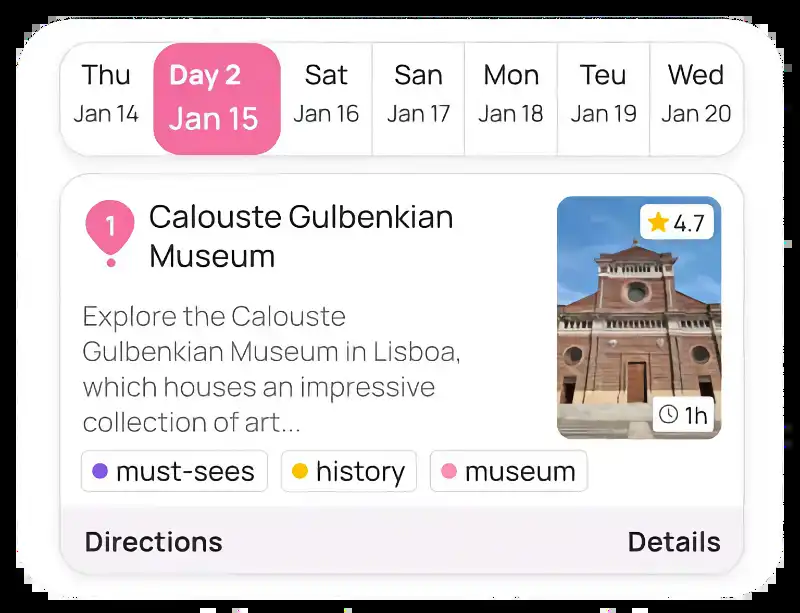 Thu Day 2 Sat San Mon Teu Wed
Jan 14 Jan 15 Jan 16 Jan 17 Jan 18 Jan 19 Jan 20
1
Calouste Gulbenkian
Museum
4.7
Explore the Calouste
Gulbenkian Museum in Lisboa,
which houses an impressive
collection of art...
1h
must-sees history museum
Directions Details